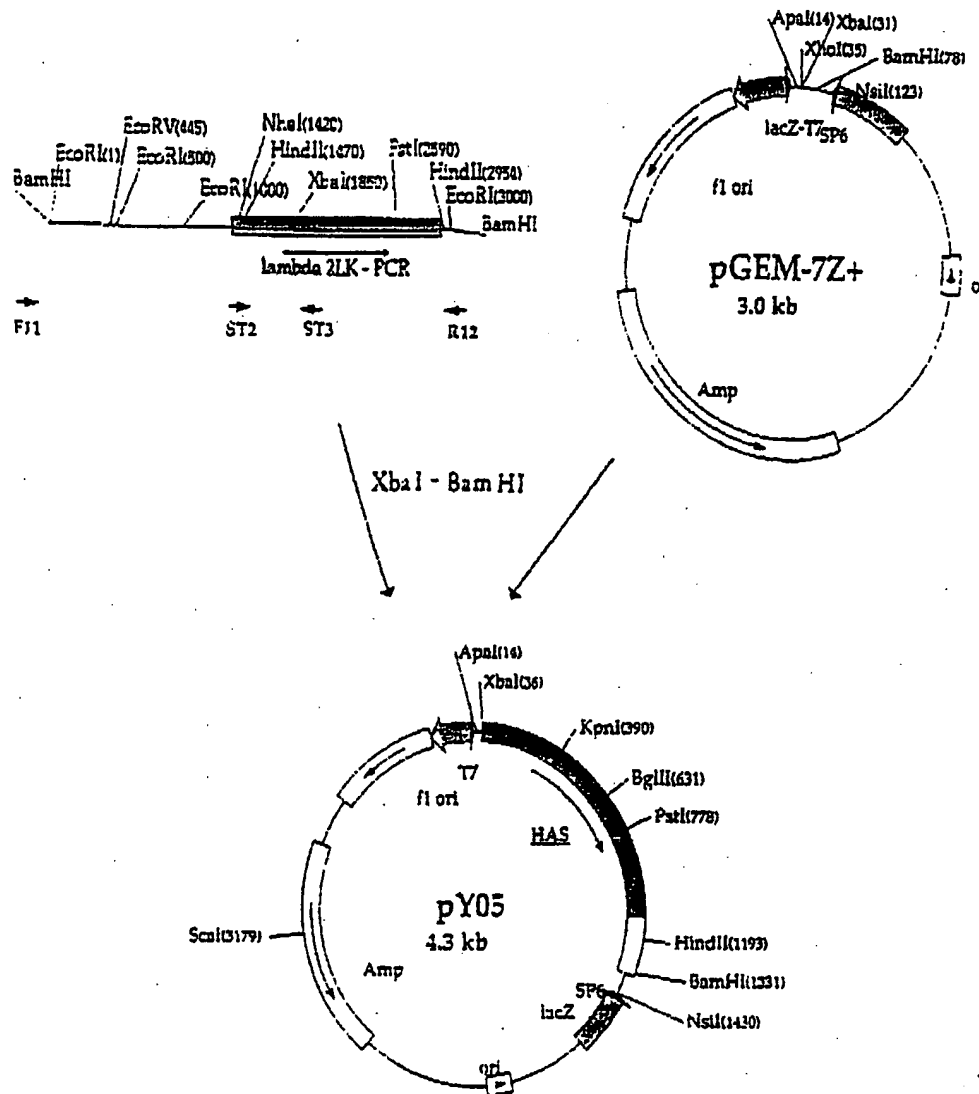 ApaI(14)
XbaI(31)
XhoI(35)
BamHI(78)
NsiI(123)
lacZ-T7
SP6
f1 ori
pGEM-7Z+
3.0 kb
Amp
BamHI
EcoRI(1)
EcoRV(445)
EcoRI(500)
EcoRI(1000)
NheI(1420)
HindII(1470)
XbaI(1850)
PstI(2590)
HindII(2954)
EcoRI(3000)
BamHI
lambda 2LK - PCR
ST2
ST3
R12
XbaI - BamHI
ApaI(14)
XbaI(36)
KpnI(390)
BglII(631)
PstI(778)
T7
f1 ori
HAS
pY05
4.3 kb
ScaI(3179)
Amp
HindII(1193)
BamHI(1331)
SP6
lacZ
NsiI(1430)
ori